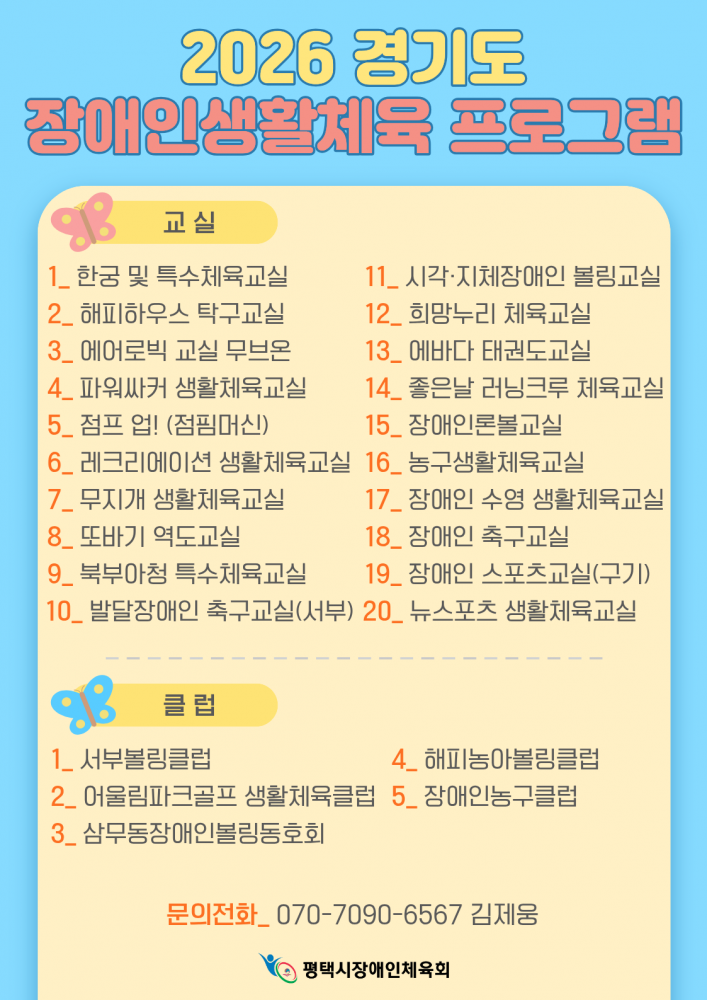 2026 경기도
장애인생활체육 프로그램
교실
1_ 한궁 및 특수체육교실
2_ 해피하우스 탁구교실
3_ 에어로빅 교실 무브온
4_ 파워싸커 생활체육교실
5_ 점프 업! (점핑머신)
6_ 레크리에이션 생활체육교실
7_ 무지개 생활체육교실
8_ 또바기 역도교실
9_ 북부아청 특수체육교실
10_ 발달장애인 축구교실(서부)
11_ 시각·지체장애인 볼링교실
12_ 희망누리 체육교실
13_ 에바다 태권도교실
14_ 좋은날 러닝크루 체육교실
15_ 장애인론볼교실
16_ 농구생활체육교실
17_ 장애인 수영 생활체육교실
18_ 장애인 축구교실
19_ 장애인 스포츠교실(구기)
20_ 뉴스포츠 생활체육교실
클럽
1_ 서부볼링클럽
2_ 어울림파크골프 생활체육클럽
3_ 삼무동장애인볼링동호회
4_ 해피농아볼링클럽
5_ 장애인농구클럽
문의전화_ 070-7090-6567 김제웅
평택시장애인체육회